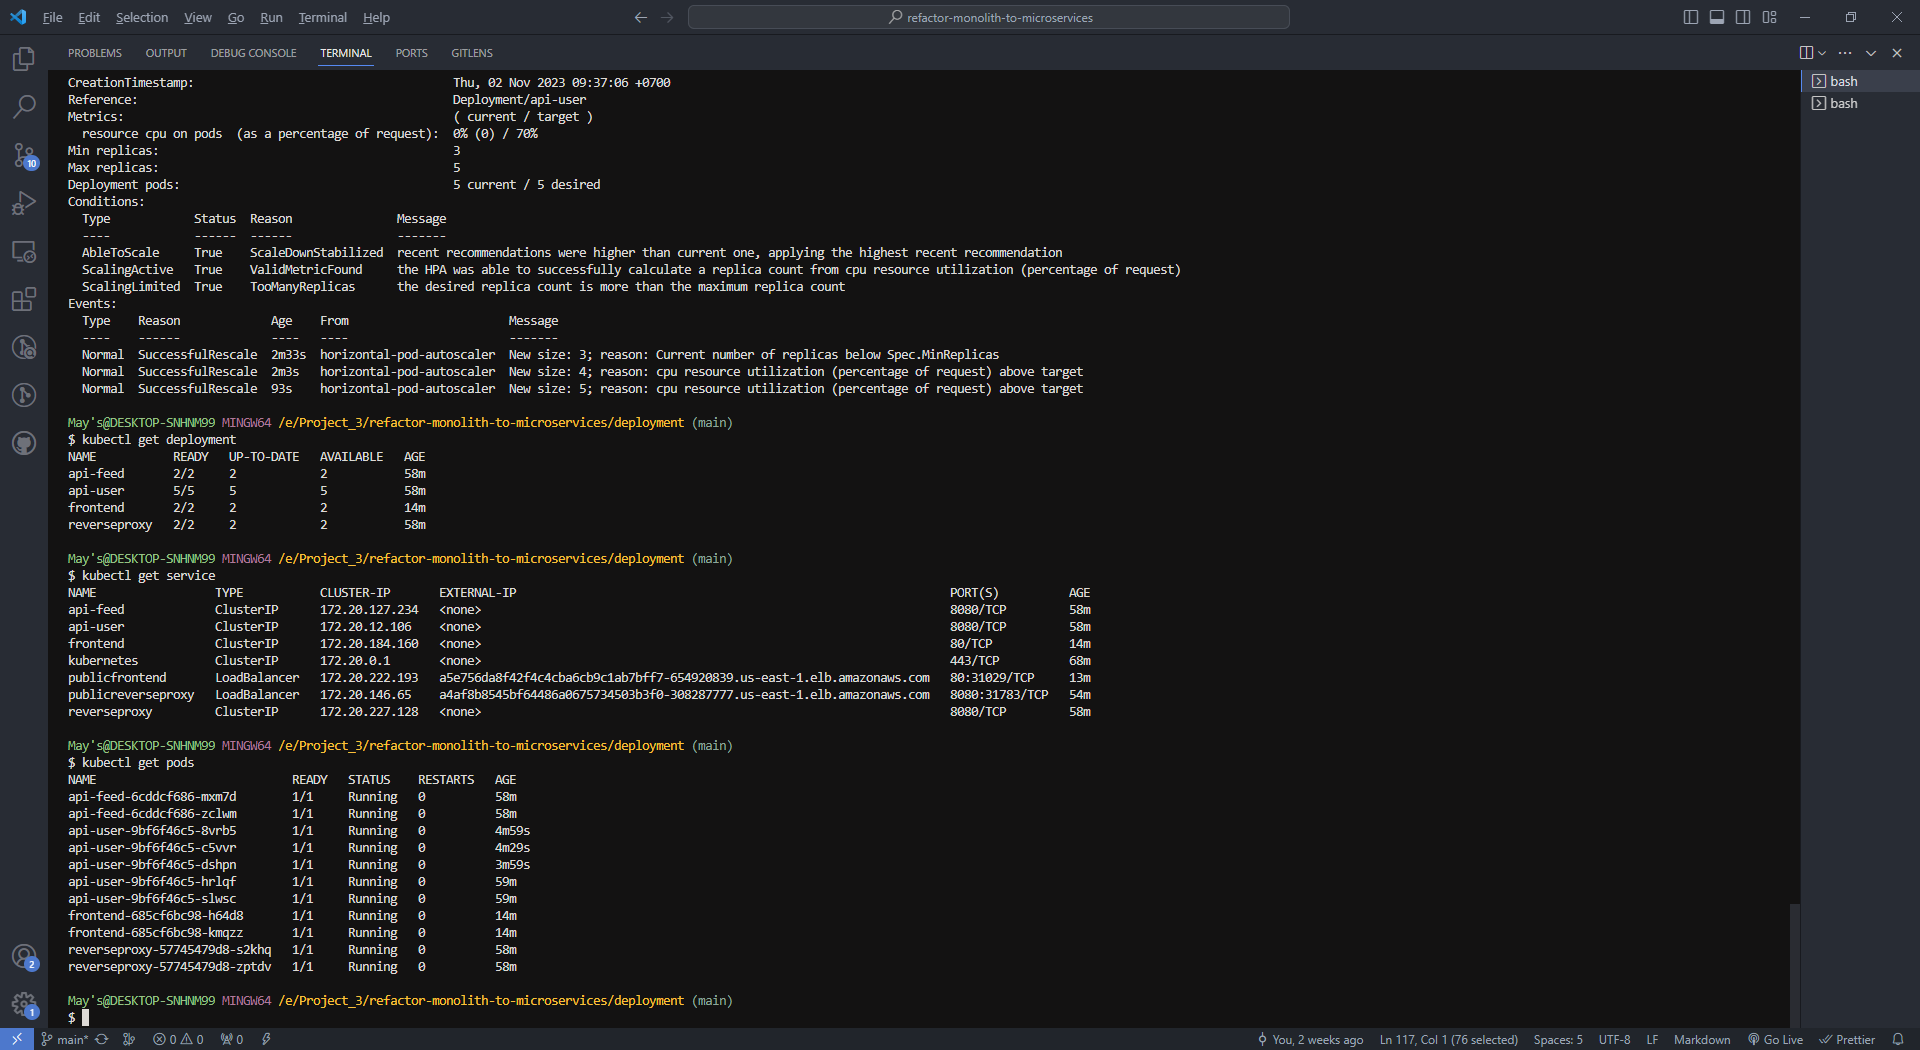 File Edit Selection View Go Run Terminal Help refactor-monolith-to-microservices
PROBLEMS OUTPUT DEBUG CONSOLE TERMINAL PORTS GITLENS
CreationTimestamp: Thu, 02 Nov 2023 09:37:06 +0700
Reference: Deployment/api-user
Metrics: ( current / target )
resource cpu on pods (as a percentage of request): 0% (0) / 70%
Min replicas: 3
Max replicas: 5
Deployment pods: 5 current / 5 desired
Conditions:
Type Status Reason Message
---- ------ ------ -------
AbleToScale True ScaleDownStabilized recent recommendations were higher than current one, applying the highest recent recommendation
ScalingActive True ValidMetricFound the HPA was able to successfully calculate a replica count from cpu resource utilization (percentage of request)
ScalingLimited True TooManyReplicas the desired replica count is more than the maximum replica count
Events:
Type Reason Age From Message
---- ------ ---- ---- -------
Normal SuccessfulRescale 2m33s horizontal-pod-autoscaler New size: 3; reason: Current number of replicas below Spec.MinReplicas
Normal SuccessfulRescale 2m3s horizontal-pod-autoscaler New size: 4; reason: cpu resource utilization (percentage of request) above target
Normal SuccessfulRescale 93s horizontal-pod-autoscaler New size: 5; reason: cpu resource utilization (percentage of request) above target
May's@DESKTOP-SNHNM99 MINGW64 /e/Project_3/refactor-monolith-to-microservices/deployment (main)
$ kubectl get deployment
NAME READY UP-TO-DATE AVAILABLE AGE
api-feed 2/2 2 2 58m
api-user 5/5 5 5 58m
frontend 2/2 2 2 14m
reverseproxy 2/2 2 2 58m
May's@DESKTOP-SNHNM99 MINGW64 /e/Project_3/refactor-monolith-to-microservices/deployment (main)
$ kubectl get service
NAME TYPE CLUSTER-IP EXTERNAL-IP PORT(S) AGE
api-feed ClusterIP 172.20.127.234 <none> 8080/TCP 58m
api-user ClusterIP 172.20.12.106 <none> 8080/TCP 58m
frontend ClusterIP 172.20.184.160 <none> 80/TCP 14m
kubernetes ClusterIP 172.20.0.1 <none> 443/TCP 68m
publicfrontend LoadBalancer 172.20.222.193 a5e756da8f42f4c4cba6cb9c1ab7bff7-654920839.us-east-1.elb.amazonaws.com 80:31029/TCP 13m
publicreverseproxy LoadBalancer 172.20.146.65 a4af8b8545bf64486a0675734503b3f0-308287777.us-east-1.elb.amazonaws.com 8080:31783/TCP 54m
reverseproxy ClusterIP 172.20.227.128 <none> 8080/TCP 58m
May's@DESKTOP-SNHNM99 MINGW64 /e/Project_3/refactor-monolith-to-microservices/deployment (main)
$ kubectl get pods
NAME READY STATUS RESTARTS AGE
api-feed-6cddcf686-mxm7d 1/1 Running 0 58m
api-feed-6cddcf686-zclwm 1/1 Running 0 58m
api-user-9bf6f46c5-8vrb5 1/1 Running 0 4m59s
api-user-9bf6f46c5-c5vvr 1/1 Running 0 4m29s
api-user-9bf6f46c5-dshpn 1/1 Running 0 3m59s
api-user-9bf6f46c5-hrlqf 1/1 Running 0 59m
api-user-9bf6f46c5-slwsc 1/1 Running 0 59m
frontend-685cf6bc98-h64d8 1/1 Running 0 14m
frontend-685cf6bc98-kmqzz 1/1 Running 0 14m
reverseproxy-57745479d8-s2khq 1/1 Running 0 58m
reverseproxy-57745479d8-zptdv 1/1 Running 0 58m
May's@DESKTOP-SNHNM99 MINGW64 /e/Project_3/refactor-monolith-to-microservices/deployment (main)
$
bash
bash
10
2
1
main* 0 0 0 You, 2 weeks ago Ln 117, Col 1 (76 selected) Spaces: 5 UTF-8 LF Markdown Go Live Prettier